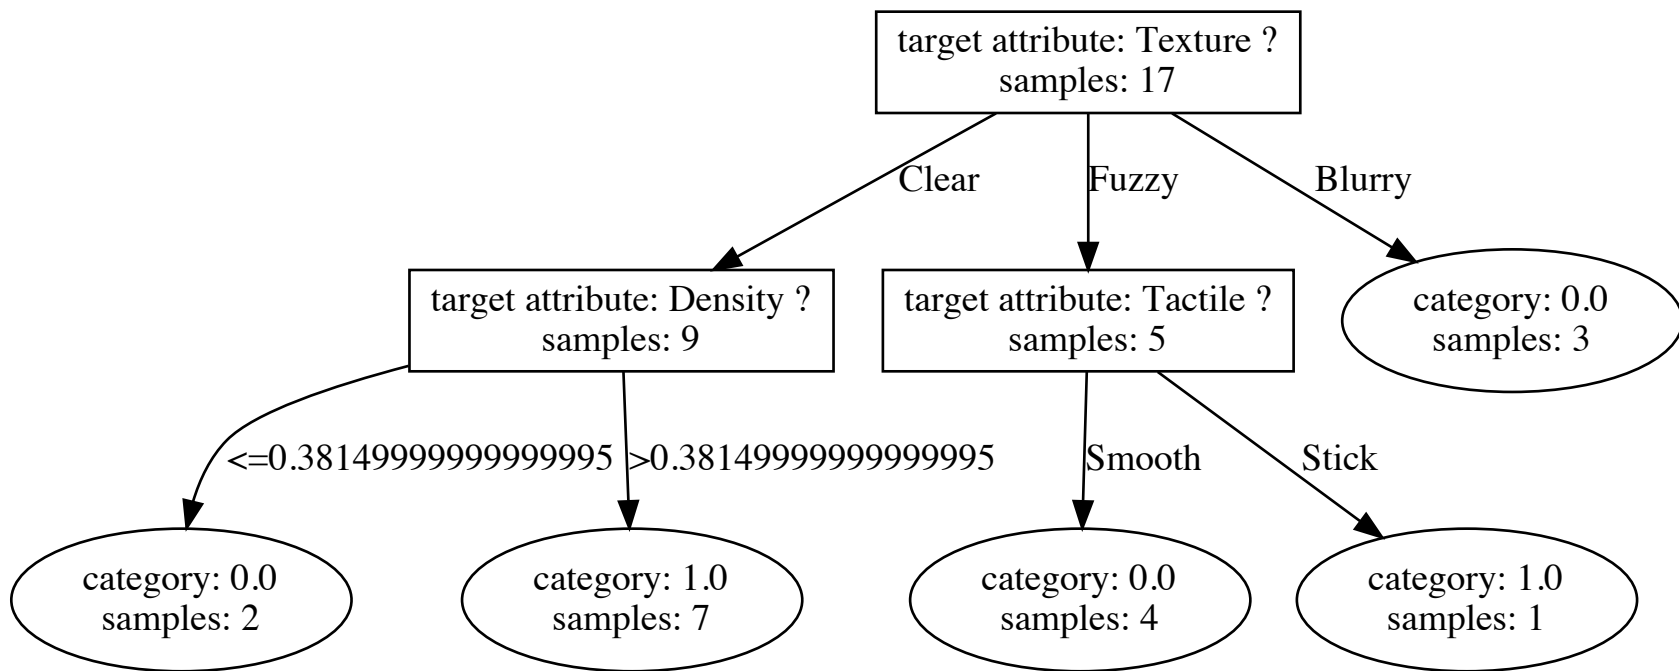 target attribute: Texture ?
samples: 17
Clear
Fuzzy
Blurry
target attribute: Density ?
samples: 9
target attribute: Tactile ?
samples: 5
category: 0.0
samples: 3
<=0.38149999999999995
>0.38149999999999995
Smooth
Stick
category: 0.0
samples: 2
category: 1.0
samples: 7
category: 0.0
samples: 4
category: 1.0
samples: 1